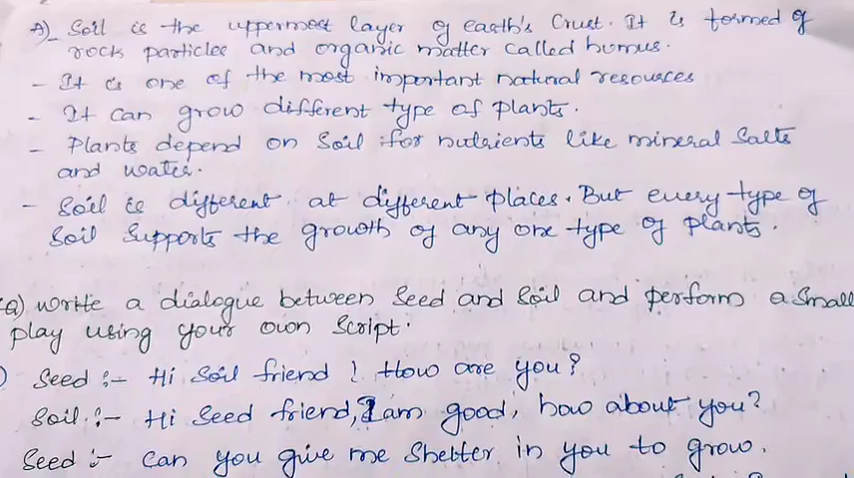 A) Soil is the uppermost layer of earth's Crust. It is formed of
rock particles and organic matter called humus.
- It is one of the most important natural resources
- It can grow different type of plants.
- Plants depend on Soil for nutrients like mineral Salts
and water.
- Soil is different at different places. But every type of
Soil Supports the growth of any one type of plants.
Q) Write a dialogue between Seed and Soil and perform a Small
play using your own Script.
) Seed :- Hi Soil friend ! How are you?
Soil :- Hi Seed friend, I am good, how about you?
Seed :- Can you give me Shelter in you to grow.